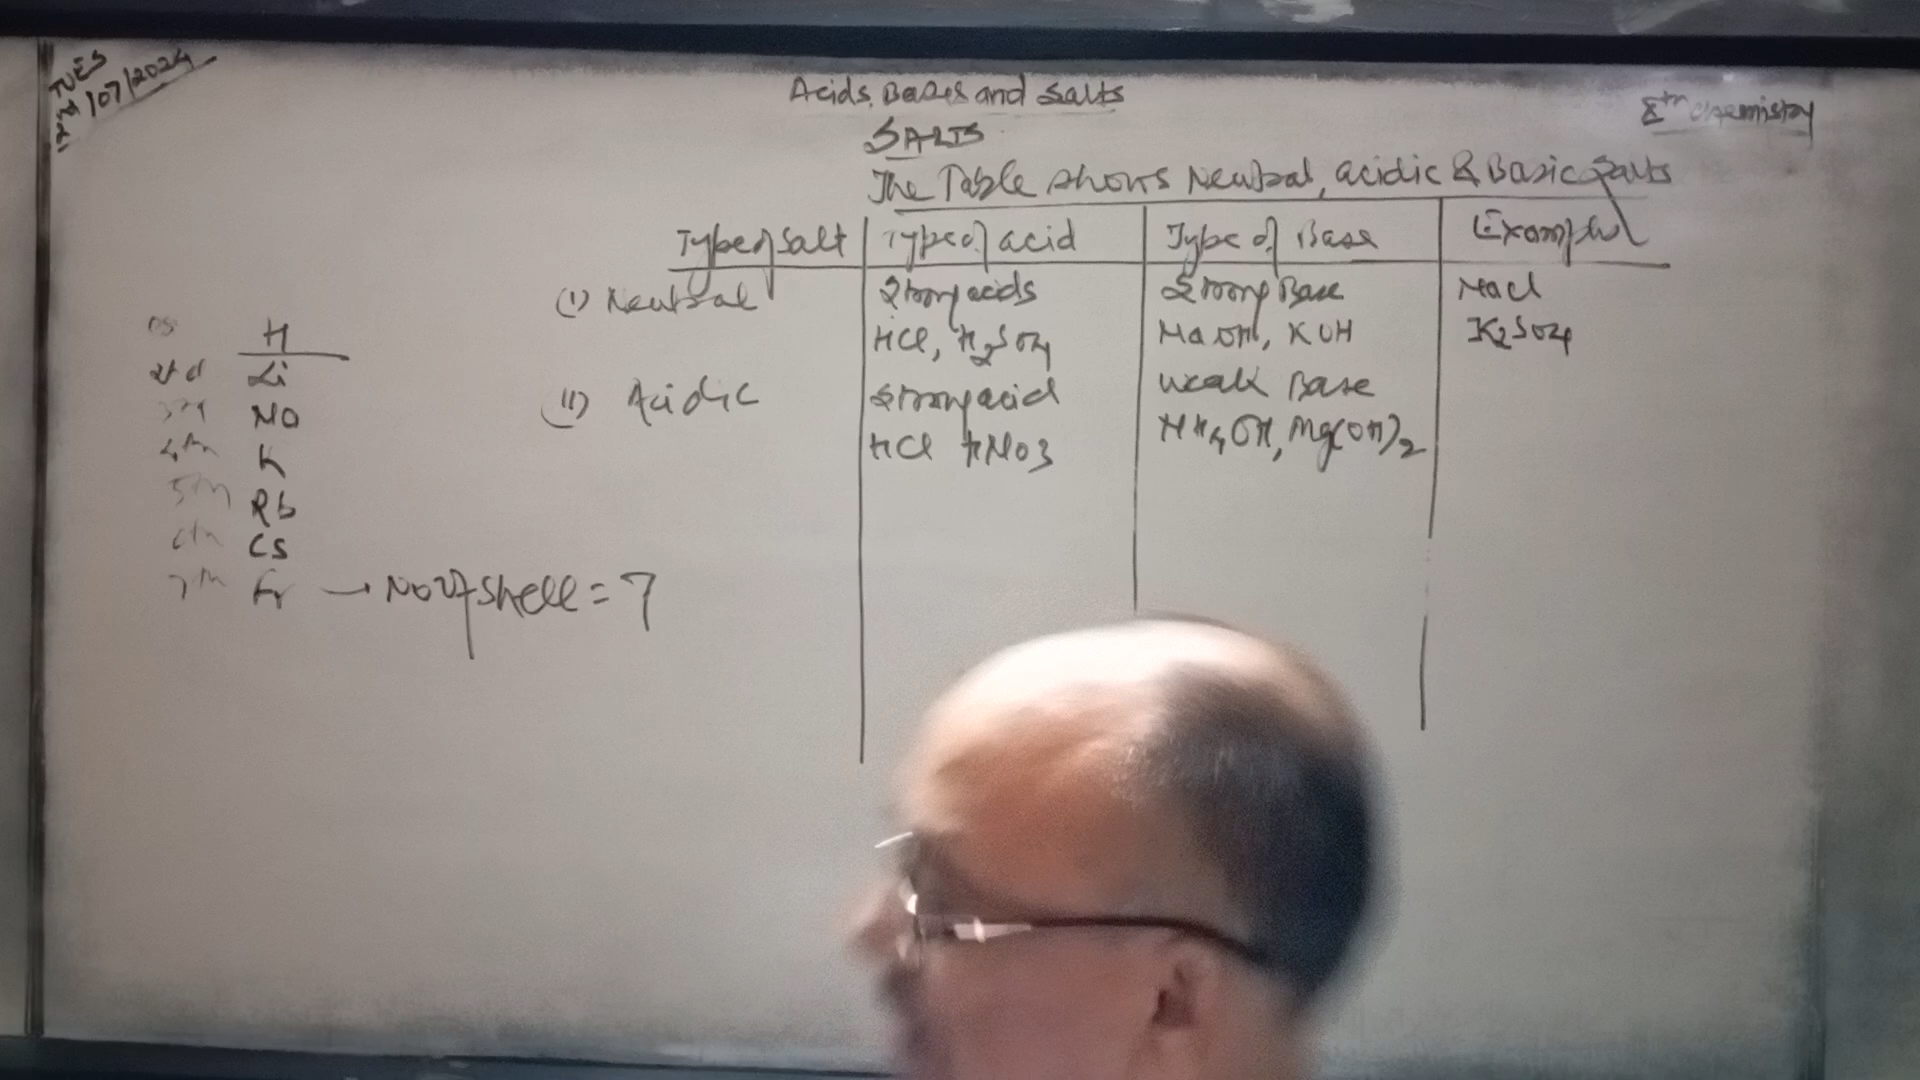 TUES
/07/2024
Acids, Bases and Salts
8th Chemistry
SALTS
The Table shows Neutral, acidic & Basic Salts
Type of Salt Type of acid Type of Base
(i) Neutral Strong acids Strong Base NaCl
HCl, H2SO4 NaOH, KOH K2SO4
(ii) Acidic Strong acid Weak Base
HCl HNO3 NH4OH, Mg(OH)2
H
2nd Li
Na
4th K
5th Rb
Cs
7th Fr → No of shell = 7